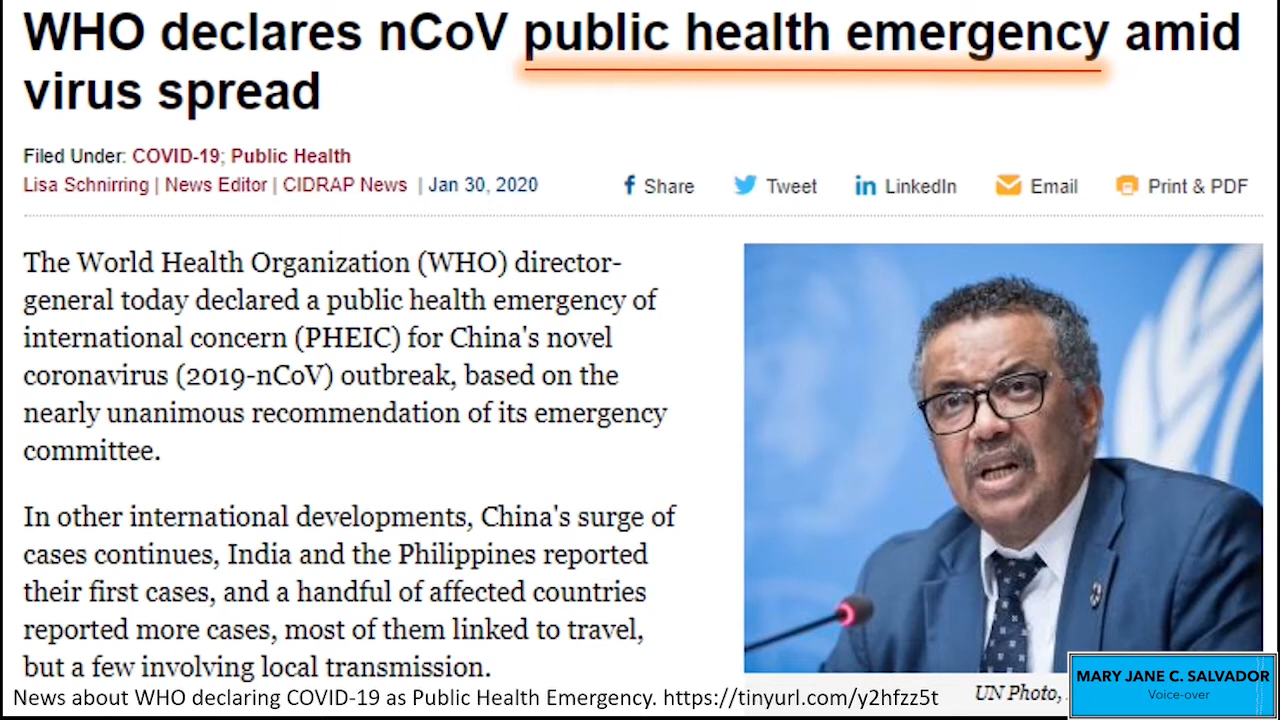 WHO declares nCoV public health emergency amid
virus spread
Filed Under: COVID-19; Public Health
Lisa Schnirring | News Editor | CIDRAP News | Jan 30, 2020
Share Tweet LinkedIn Email Print & PDF
The World Health Organization (WHO) director-
general today declared a public health emergency of
international concern (PHEIC) for China's novel
coronavirus (2019-nCoV) outbreak, based on the
nearly unanimous recommendation of its emergency
committee.
In other international developments, China's surge of
cases continues, India and the Philippines reported
their first cases, and a handful of affected countries
reported more cases, most of them linked to travel,
but a few involving local transmission.
UN Photo,
News about WHO declaring COVID-19 as Public Health Emergency. https://tinyurl.com/y2hfzz5t
MARY JANE C. SALVADOR
Voice-over